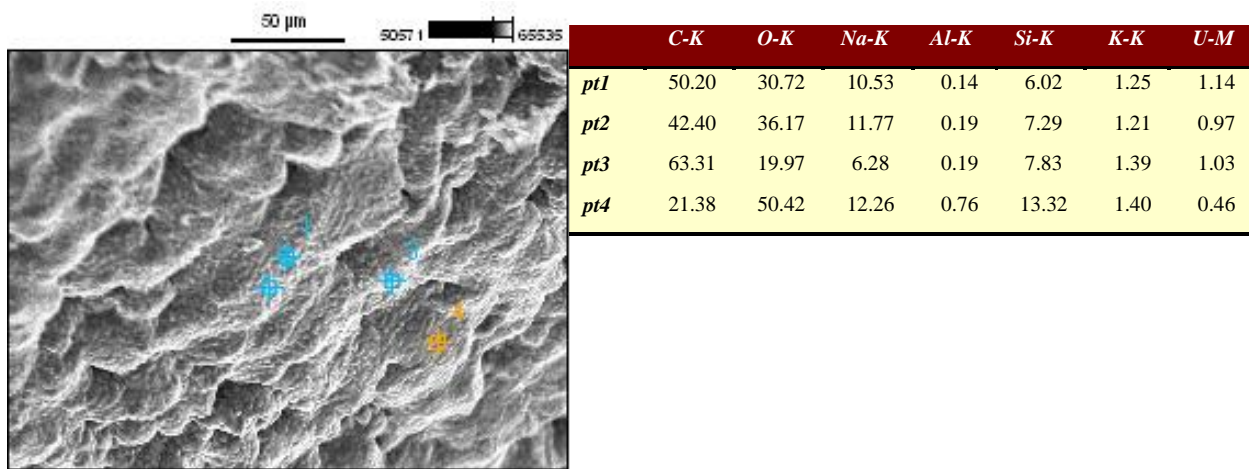 50 µm
50571 65535
C-K O-K Na-K Al-K Si-K K-K U-M
pt1 50.20 30.72 10.53 0.14 6.02 1.25 1.14
pt2 42.40 36.17 11.77 0.19 7.29 1.21 0.97
pt3 63.31 19.97 6.28 0.19 7.83 1.39 1.03
pt4 21.38 50.42 12.26 0.76 13.32 1.40 0.46
1
3
4